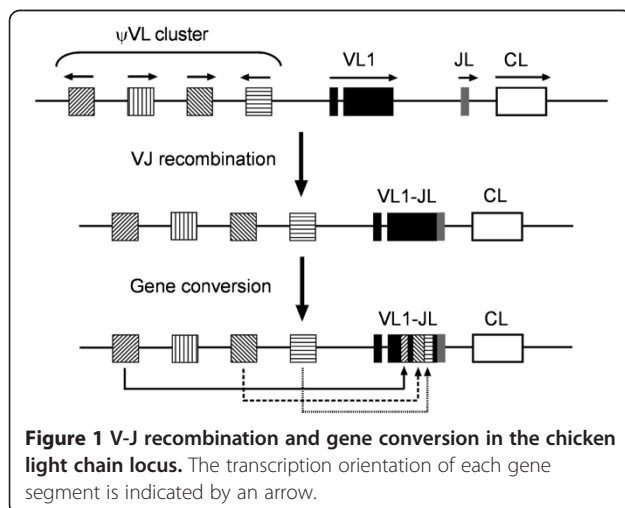 ψVL cluster
VL1
JL
CL
VJ recombination
VL1-JL
CL
Gene conversion
VL1-JL
CL
Figure 1 V-J recombination and gene conversion in the chicken
light chain locus. The transcription orientation of each gene
segment is indicated by an arrow.